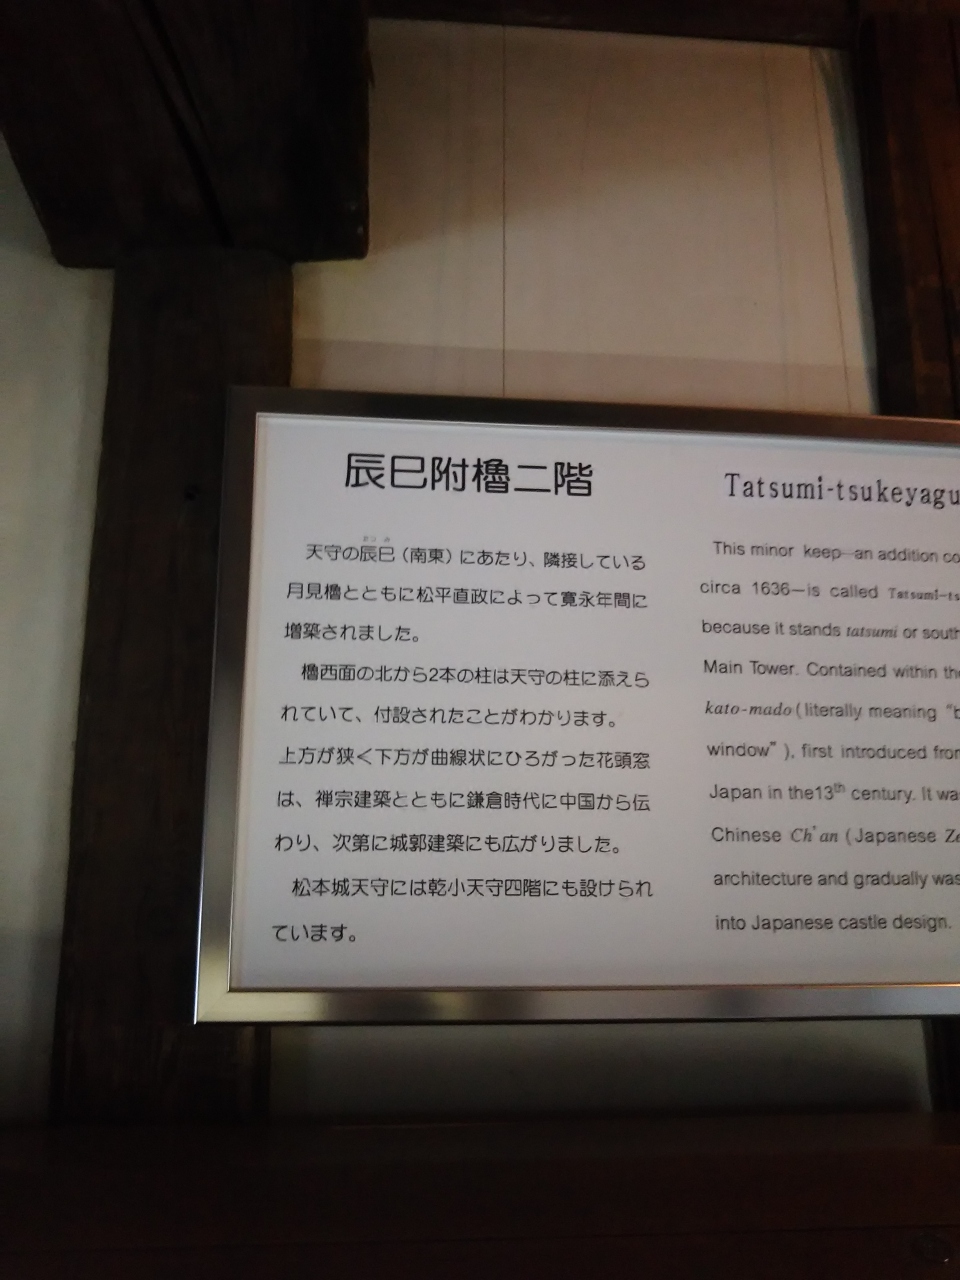 辰巳附櫓二階
天守の辰巳（南東）にあたり、隣接している
月見櫓とともに松平直政によって寛永年間に
増築されました。
櫓西面の北から2本の柱は天守の柱に添えら
れていて、付設されたことがわかります。
上方が狭く下方が曲線状にひろがった花頭窓
は、禅宗建築とともに鎌倉時代に中国から伝
わり、次第に城郭建築にも広がりました。
松本城天守には乾小天守四階にも設けられ
ています。
Tatsumi-tsukeyagu
This minor keep—an addition co
circa 1636—is called Tatsumi-ts
because it stands tatsumi or south
Main Tower. Contained within the
kato-mado (literally meaning "b
window"), first introduced from
Japan in the13th century. It wa
Chinese Ch'an (Japanese Ze
architecture and gradually was
into Japanese castle design.